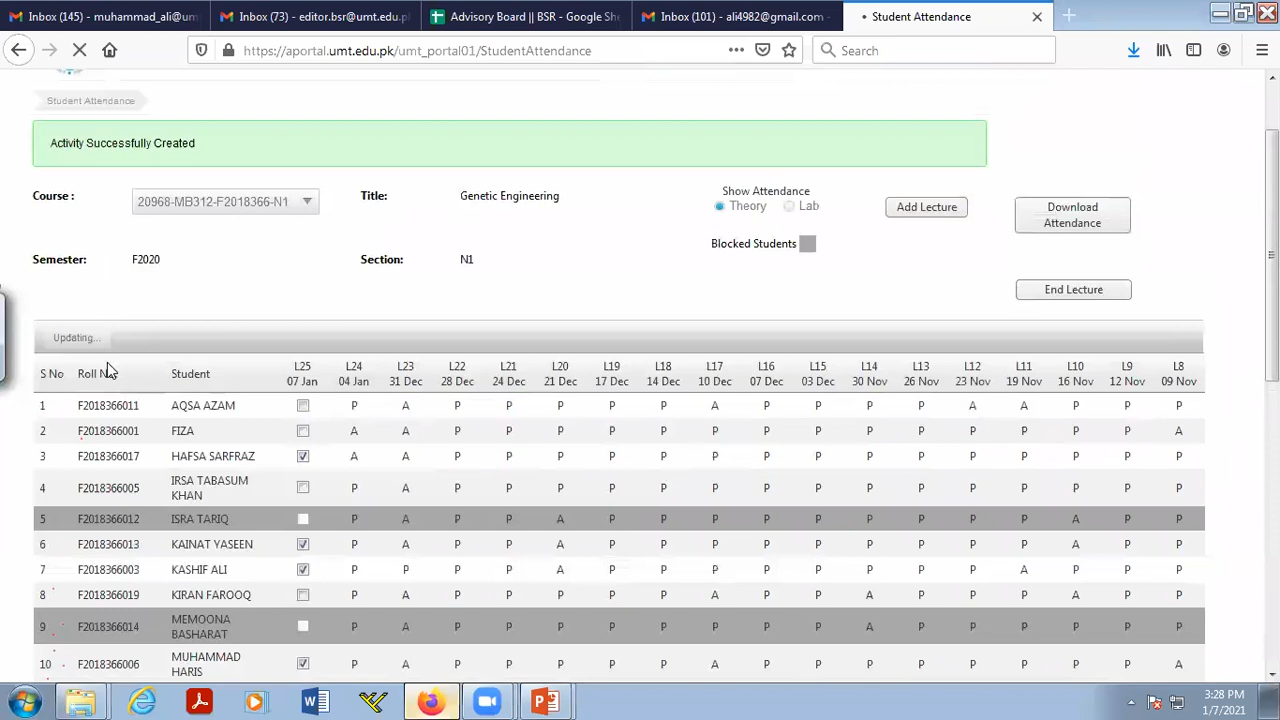 Inbox (145) - muhammad_ali@um
Inbox (73) - editor.bsr@umt.edu.p
Advisory Board || BSR - Google She
Inbox (101) - ali4982@gmail.com -
Student Attendance
https://aportal.umt.edu.pk/umt_portal01/StudentAttendance
Search
Student Attendance
Activity Successfully Created
Course : 20968-MB312-F2018366-N1 Title: Genetic Engineering
Show Attendance
Theory Lab
Add Lecture
Download Attendance
Blocked Students
Semester: F2020 Section: N1
End Lecture
Updating...
S No Roll N Student L25 L24 L23 L22 L21 L20 L19 L18 L17 L16 L15 L14 L13 L12 L11 L10 L9 L8
07 Jan 04 Jan 31 Dec 28 Dec 24 Dec 21 Dec 17 Dec 14 Dec 10 Dec 07 Dec 03 Dec 30 Nov 26 Nov 23 Nov 19 Nov 16 Nov 12 Nov 09 Nov
1 F2018366011 AQSA AZAM P A P P P P P A P P P P A A P P P
2 F2018366001 FIZA A A P P P P P P P P P P P P P P A
3 F2018366017 HAFSA SARFRAZ A A P P P P P P P P P P P P P P P
4 F2018366005 IRSA TABASUM KHAN P A P P P P P P P P P P P P P P P
5 F2018366012 ISRA TARIQ P A P P A P P P P P P P P P A P P
6 F2018366013 KAINAT YASEEN P A P P A P P P P P P P P P A P P
7 F2018366003 KASHIF ALI P A P P A P P P P P P P P A P P P
8 F2018366019 KIRAN FAROOQ P A P P P P P A P P A P P P A P P
9 F2018366014 MEMOONA BASHARAT P A P P P P P P P P A P P P P P P
10 F2018366006 MUHAMMAD HARIS P A P P P P P A P P P P P P P P A
3:28 PM
1/7/2021